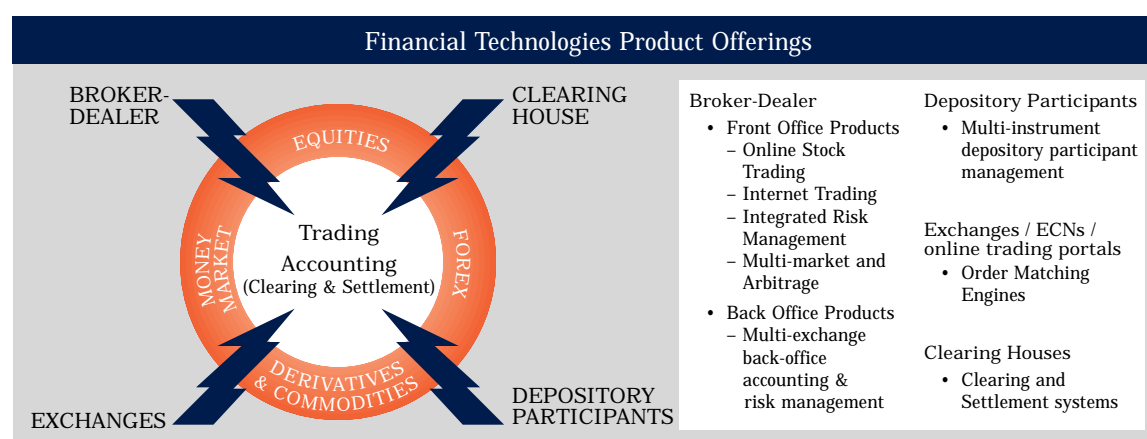 Financial Technologies Product Offerings
BROKER-
DEALER
CLEARING
HOUSE
EQUITIES
MONEY
MARKET
FOREX
Trading
Accounting
(Clearing & Settlement)
DERIVATIVES
& COMMODITIES
EXCHANGES
DEPOSITORY
PARTICIPANTS
Broker-Dealer
• Front Office Products
– Online Stock
Trading
– Internet Trading
– Integrated Risk
Management
– Multi-market and
Arbitrage
• Back Office Products
– Multi-exchange
back-office
accounting &
risk management
Depository Participants
• Multi-instrument
depository participant
management
Exchanges / ECNs /
online trading portals
• Order Matching
Engines
Clearing Houses
• Clearing and
Settlement systems